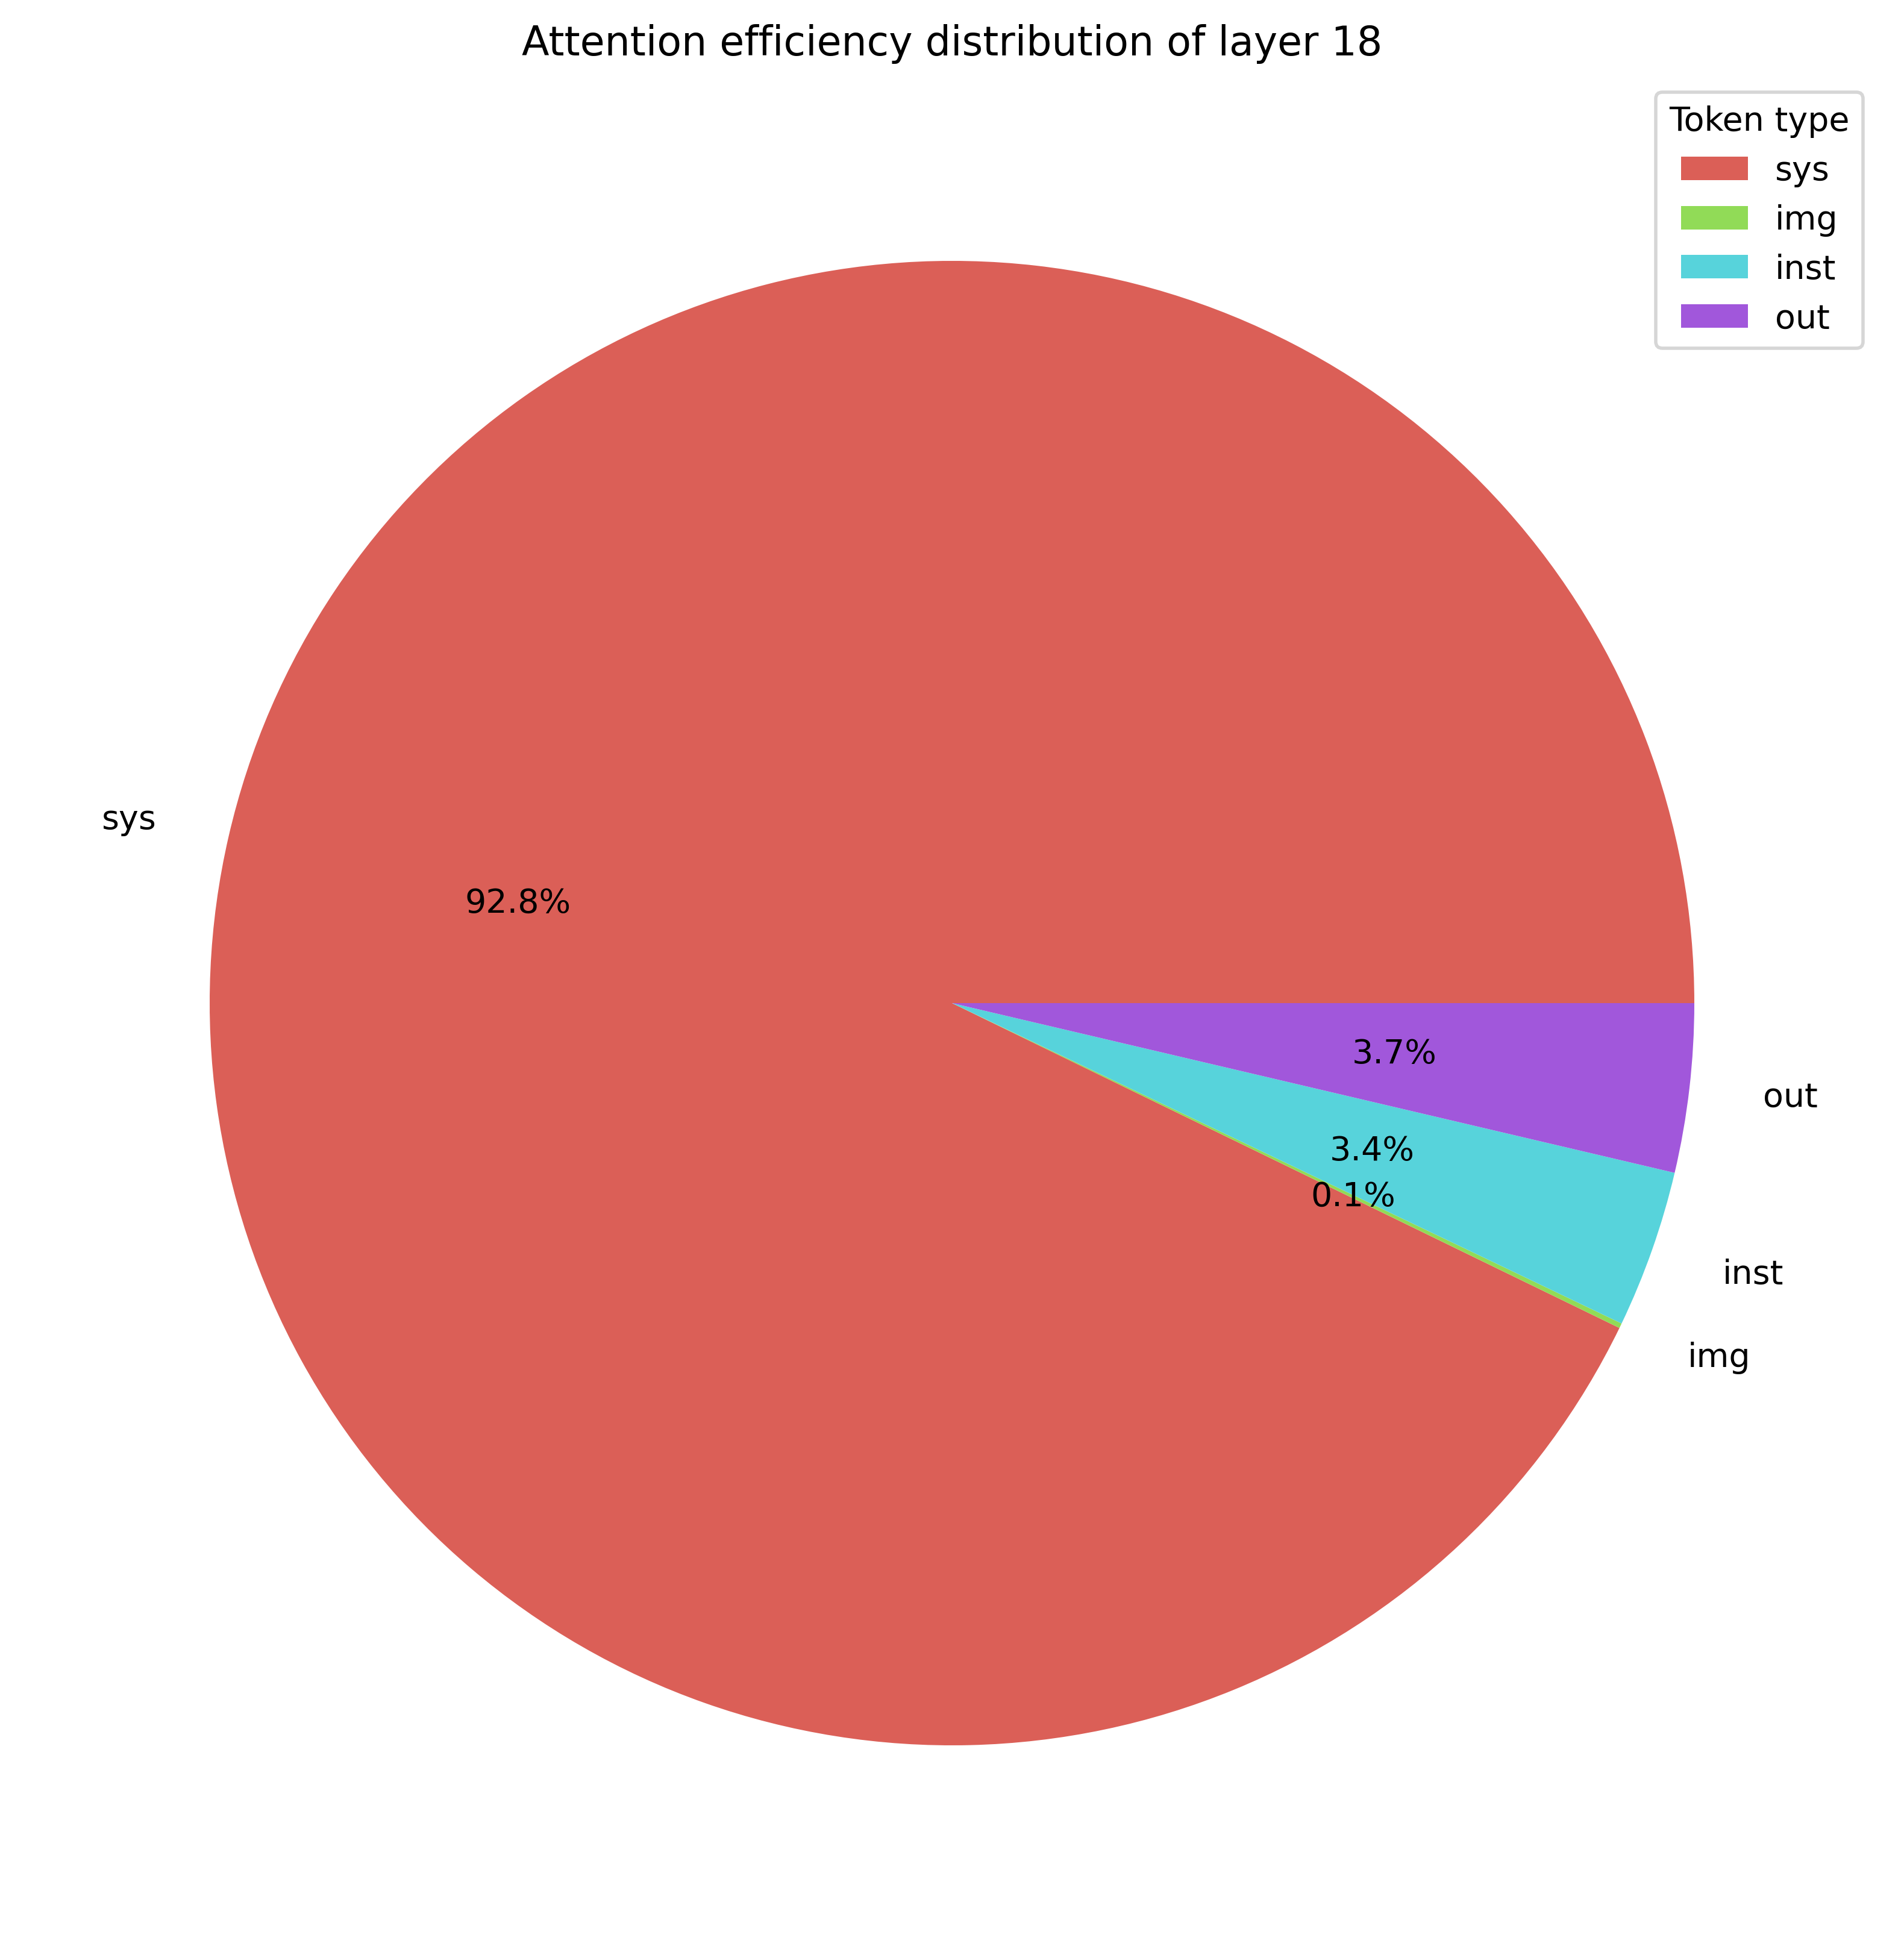 Attention efficiency distribution of layer 18
Token type
sys
img
inst
out
sys
92.8%
3.7%
out
3.4%
0.1%
inst
img